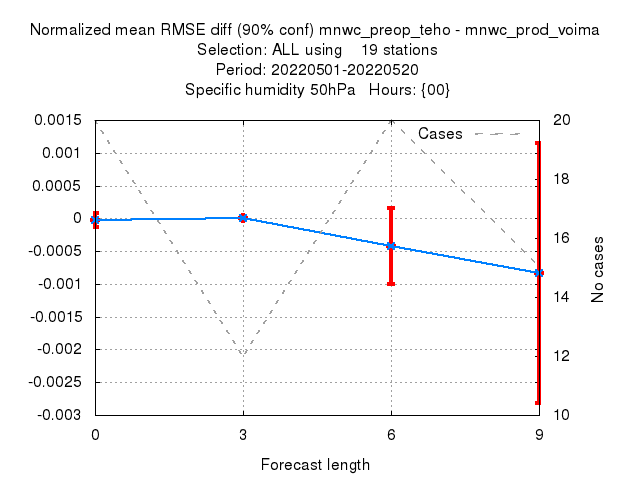 Normalized mean RMSE diff (90% conf) mnwc_preop_teho - mnwc_prod_voima
Selection: ALL using    19 stations
Period: 20220501-20220520
Specific humidity 50hPa   Hours: {00}
Cases
0.0015
0.001
0.0005
0
-0.0005
-0.001
-0.0015
-0.002
-0.0025
-0.003
20
18
16
14
12
10
No cases
0 3 6 9
Forecast length